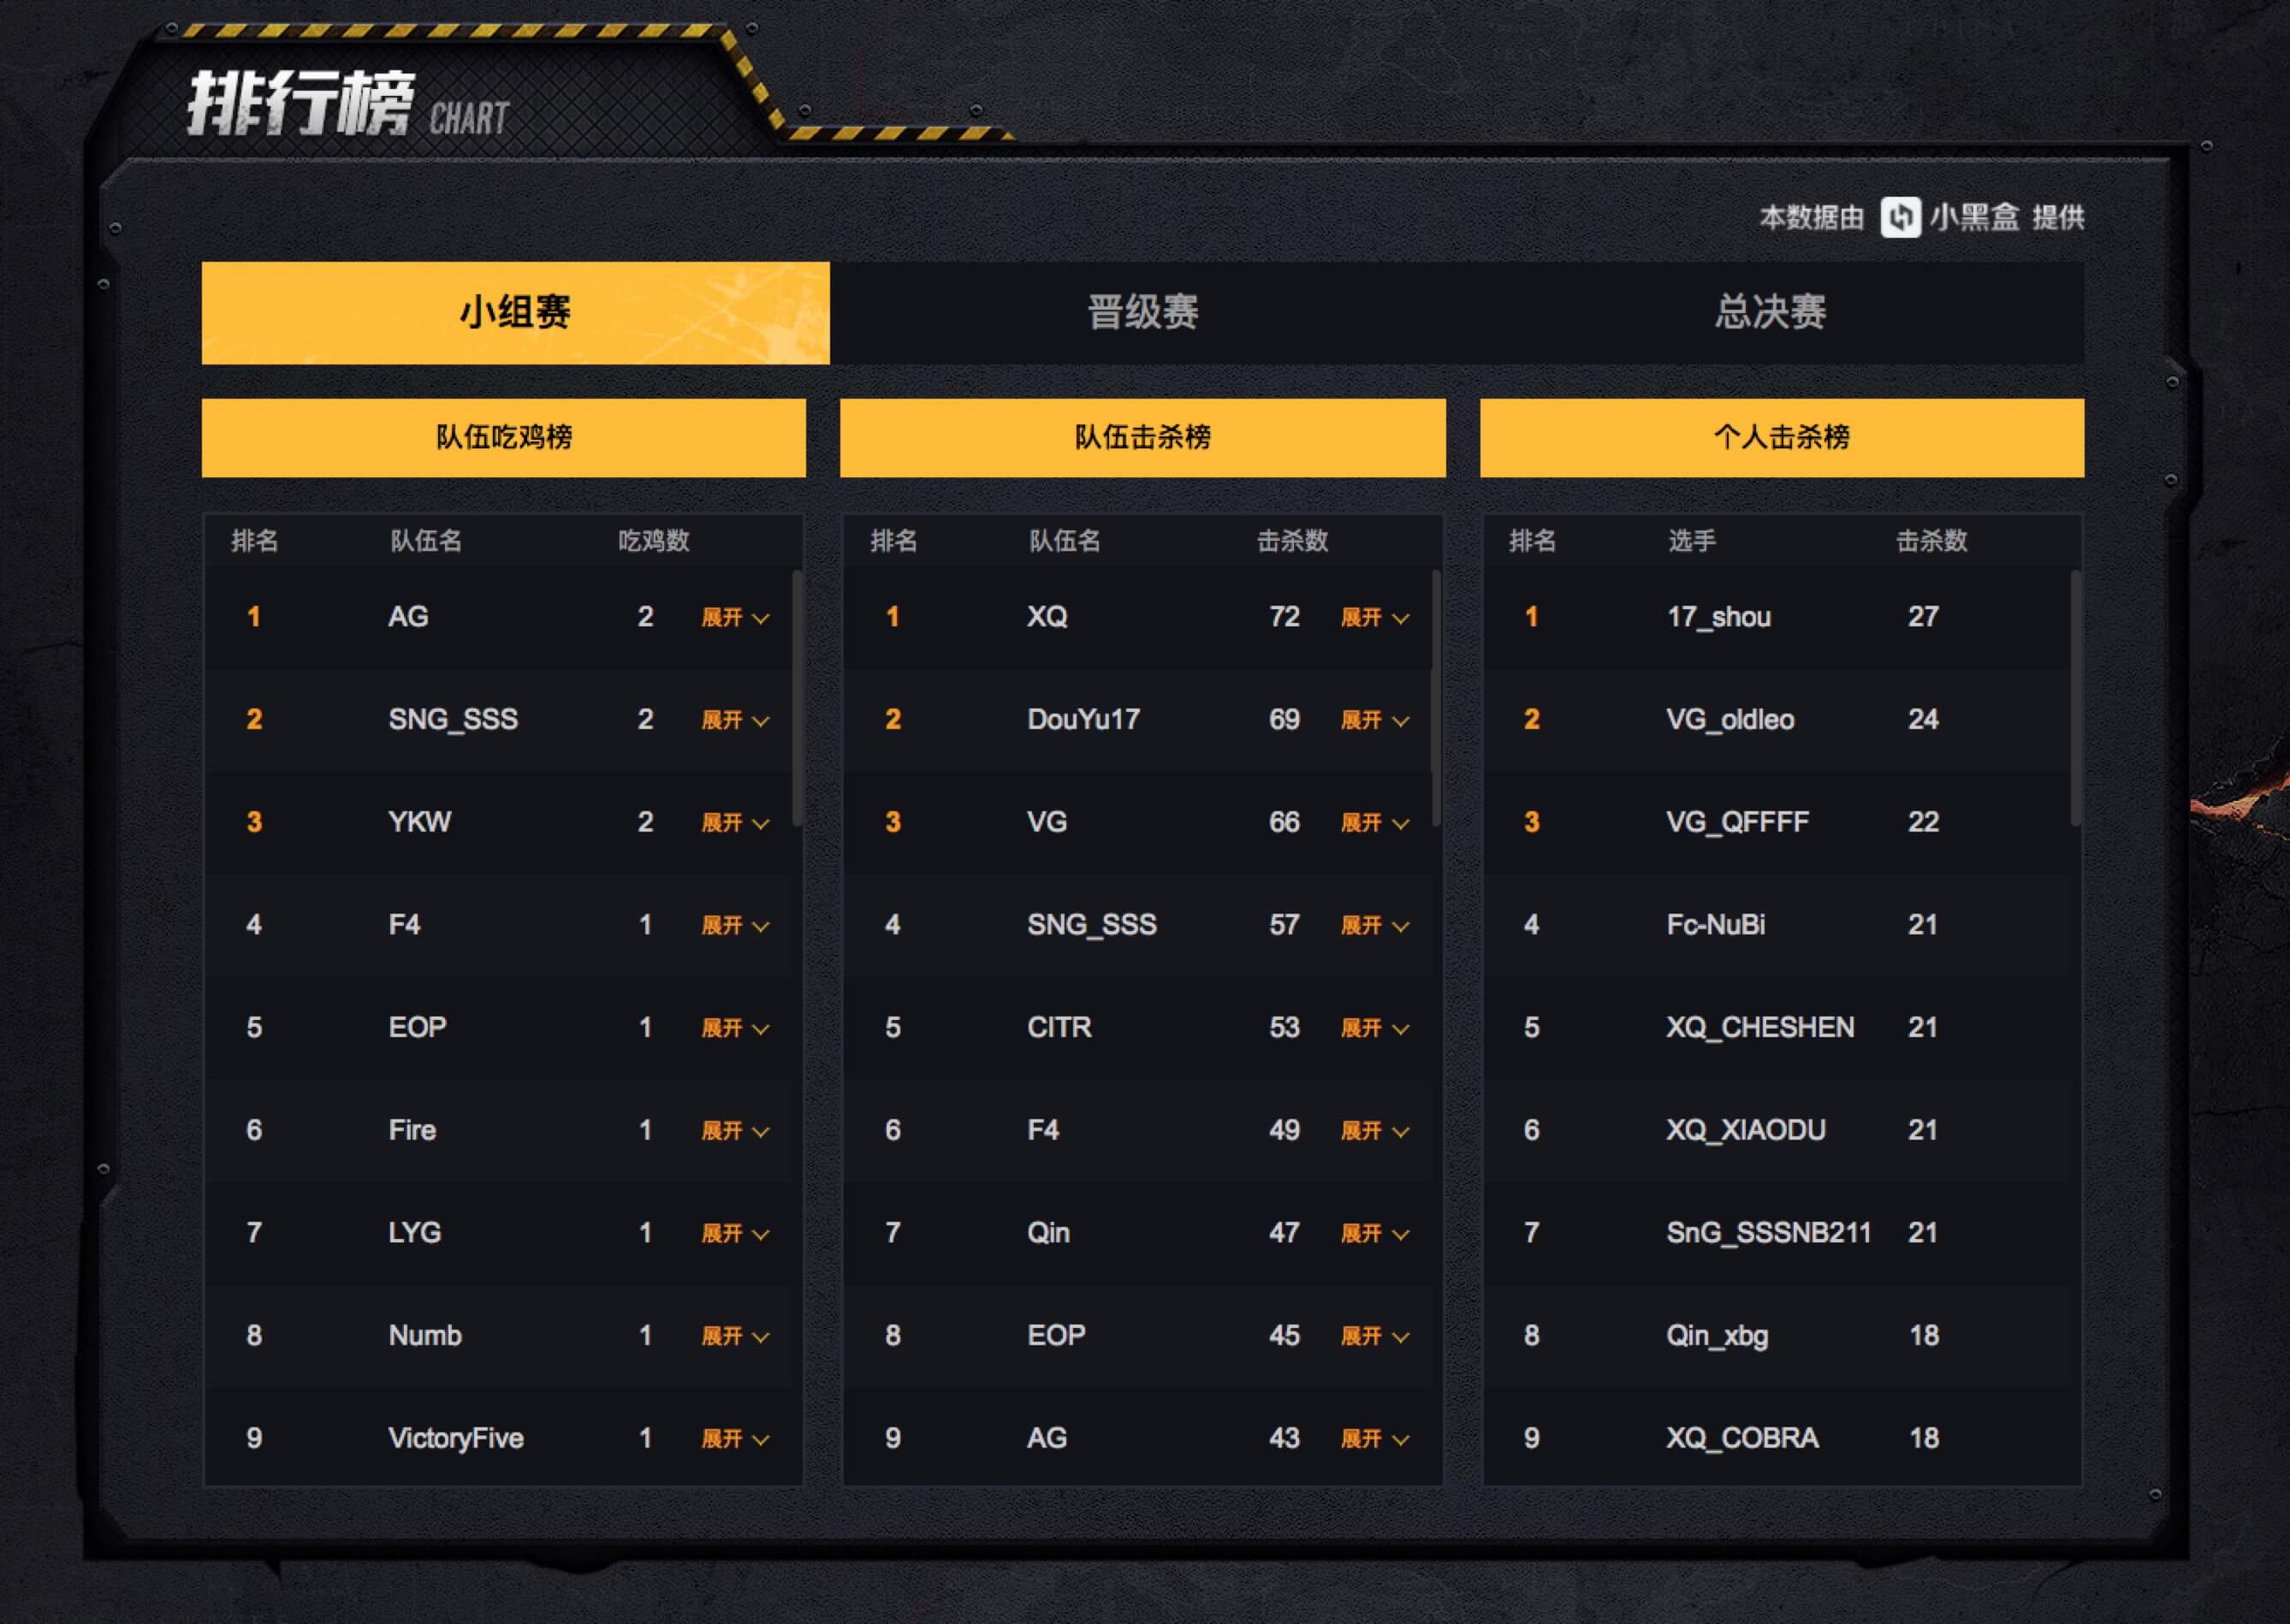 排行榜 CHART
本数据由 小黑盒 提供
小组赛 晋级赛 总决赛
队伍吃鸡榜 队伍击杀榜 个人击杀榜
排名 队伍名 吃鸡数
1 AG 2 展开
2 SNG_SSS 2 展开
3 YKW 2 展开
4 F4 1 展开
5 EOP 1 展开
6 Fire 1 展开
7 LYG 1 展开
8 Numb 1 展开
9 VictoryFive 1 展开
排名 队伍名 击杀数
1 XQ 72 展开
2 DouYu17 69 展开
3 VG 66 展开
4 SNG_SSS 57 展开
5 CITR 53 展开
6 F4 49 展开
7 Qin 47 展开
8 EOP 45 展开
9 AG 43 展开
排名 选手 击杀数
1 17_shou 27
2 VG_oldleo 24
3 VG_QFFFF 22
4 Fc-NuBi 21
5 XQ_CHESHEN 21
6 XQ_XIAODU 21
7 SnG_SSSNB211 21
8 Qin_xbg 18
9 XQ_COBRA 18